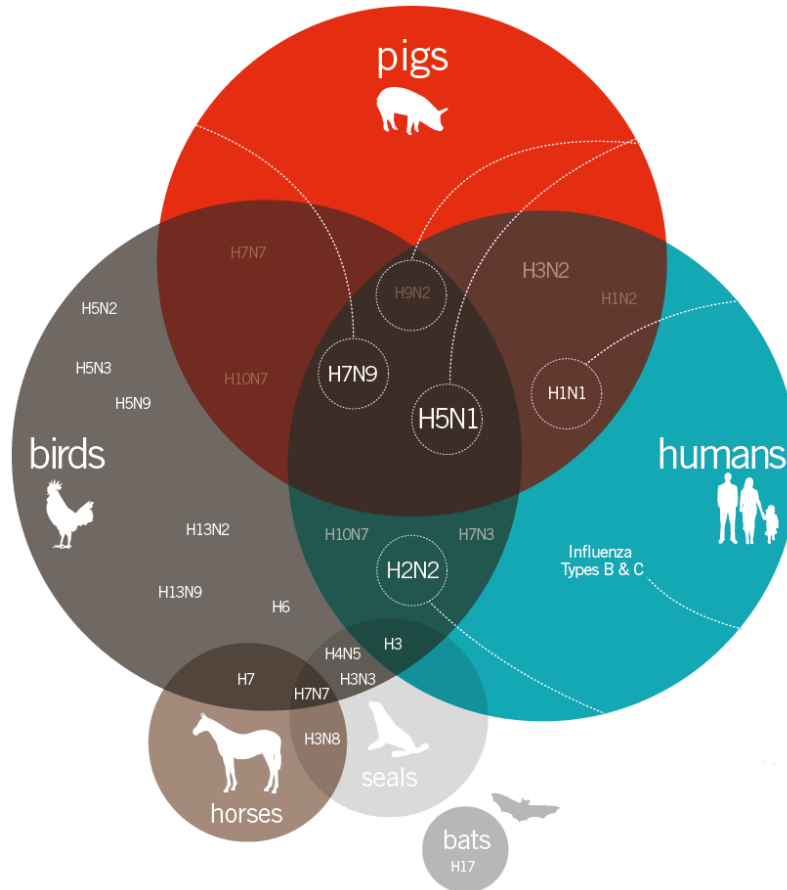 pigs
H7N7
H3N2
H9N2
H1N2
H5N2
H5N3
H7N9
H10N7
H1N1
H5N9
H5N1
birds
humans
H13N2
H10N7
H7N3
Influenza
Types B & C
H2N2
H13N9
H6
H3
H4N5
H7
H3N3
H7N7
H3N8
seals
horses
bats
H17